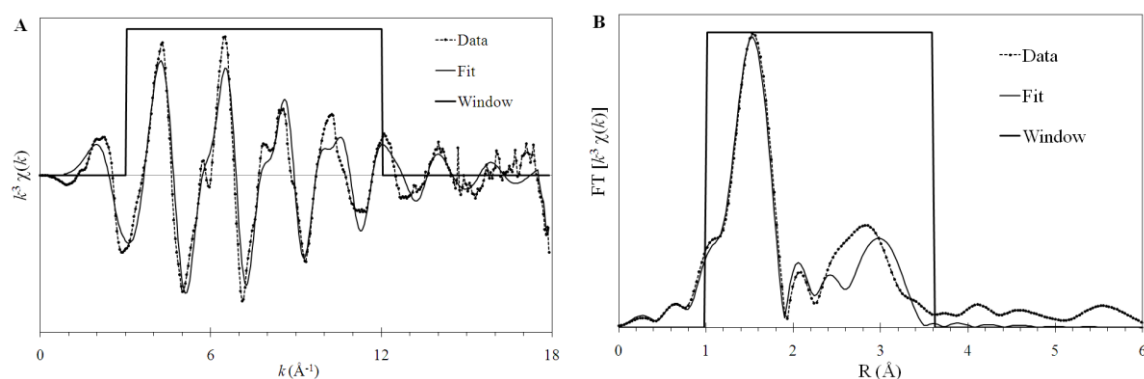 A
Data
Fit
Window
k³ χ(k)
0
6
12
18
k (Å⁻¹)
B
Data
Fit
Window
FT [k³ χ(k)]
0
1
2
3
4
5
6
R (Å)